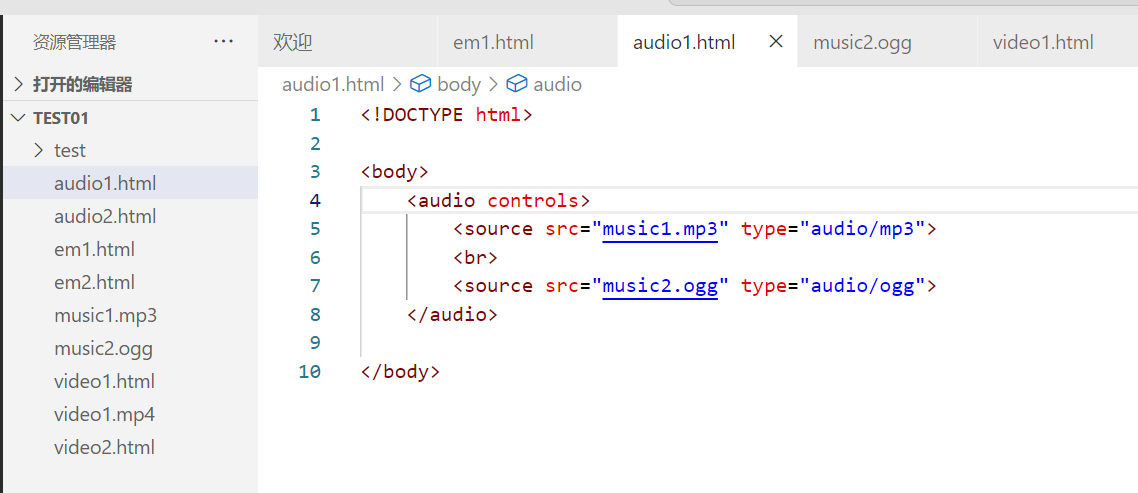 资源管理器 ···
打开的编辑器
TEST01
test
audio1.html
audio2.html
em1.html
em2.html
music1.mp3
music2.ogg
video1.html
video1.mp4
video2.html
欢迎 em1.html audio1.html × music2.ogg video1.html
audio1.html > body > audio
1 <!DOCTYPE html>
2
3 <body>
4 <audio controls>
5 <source src="music1.mp3" type="audio/mp3">
6 <br>
7 <source src="music2.ogg" type="audio/ogg">
8 </audio>
9
10 </body>